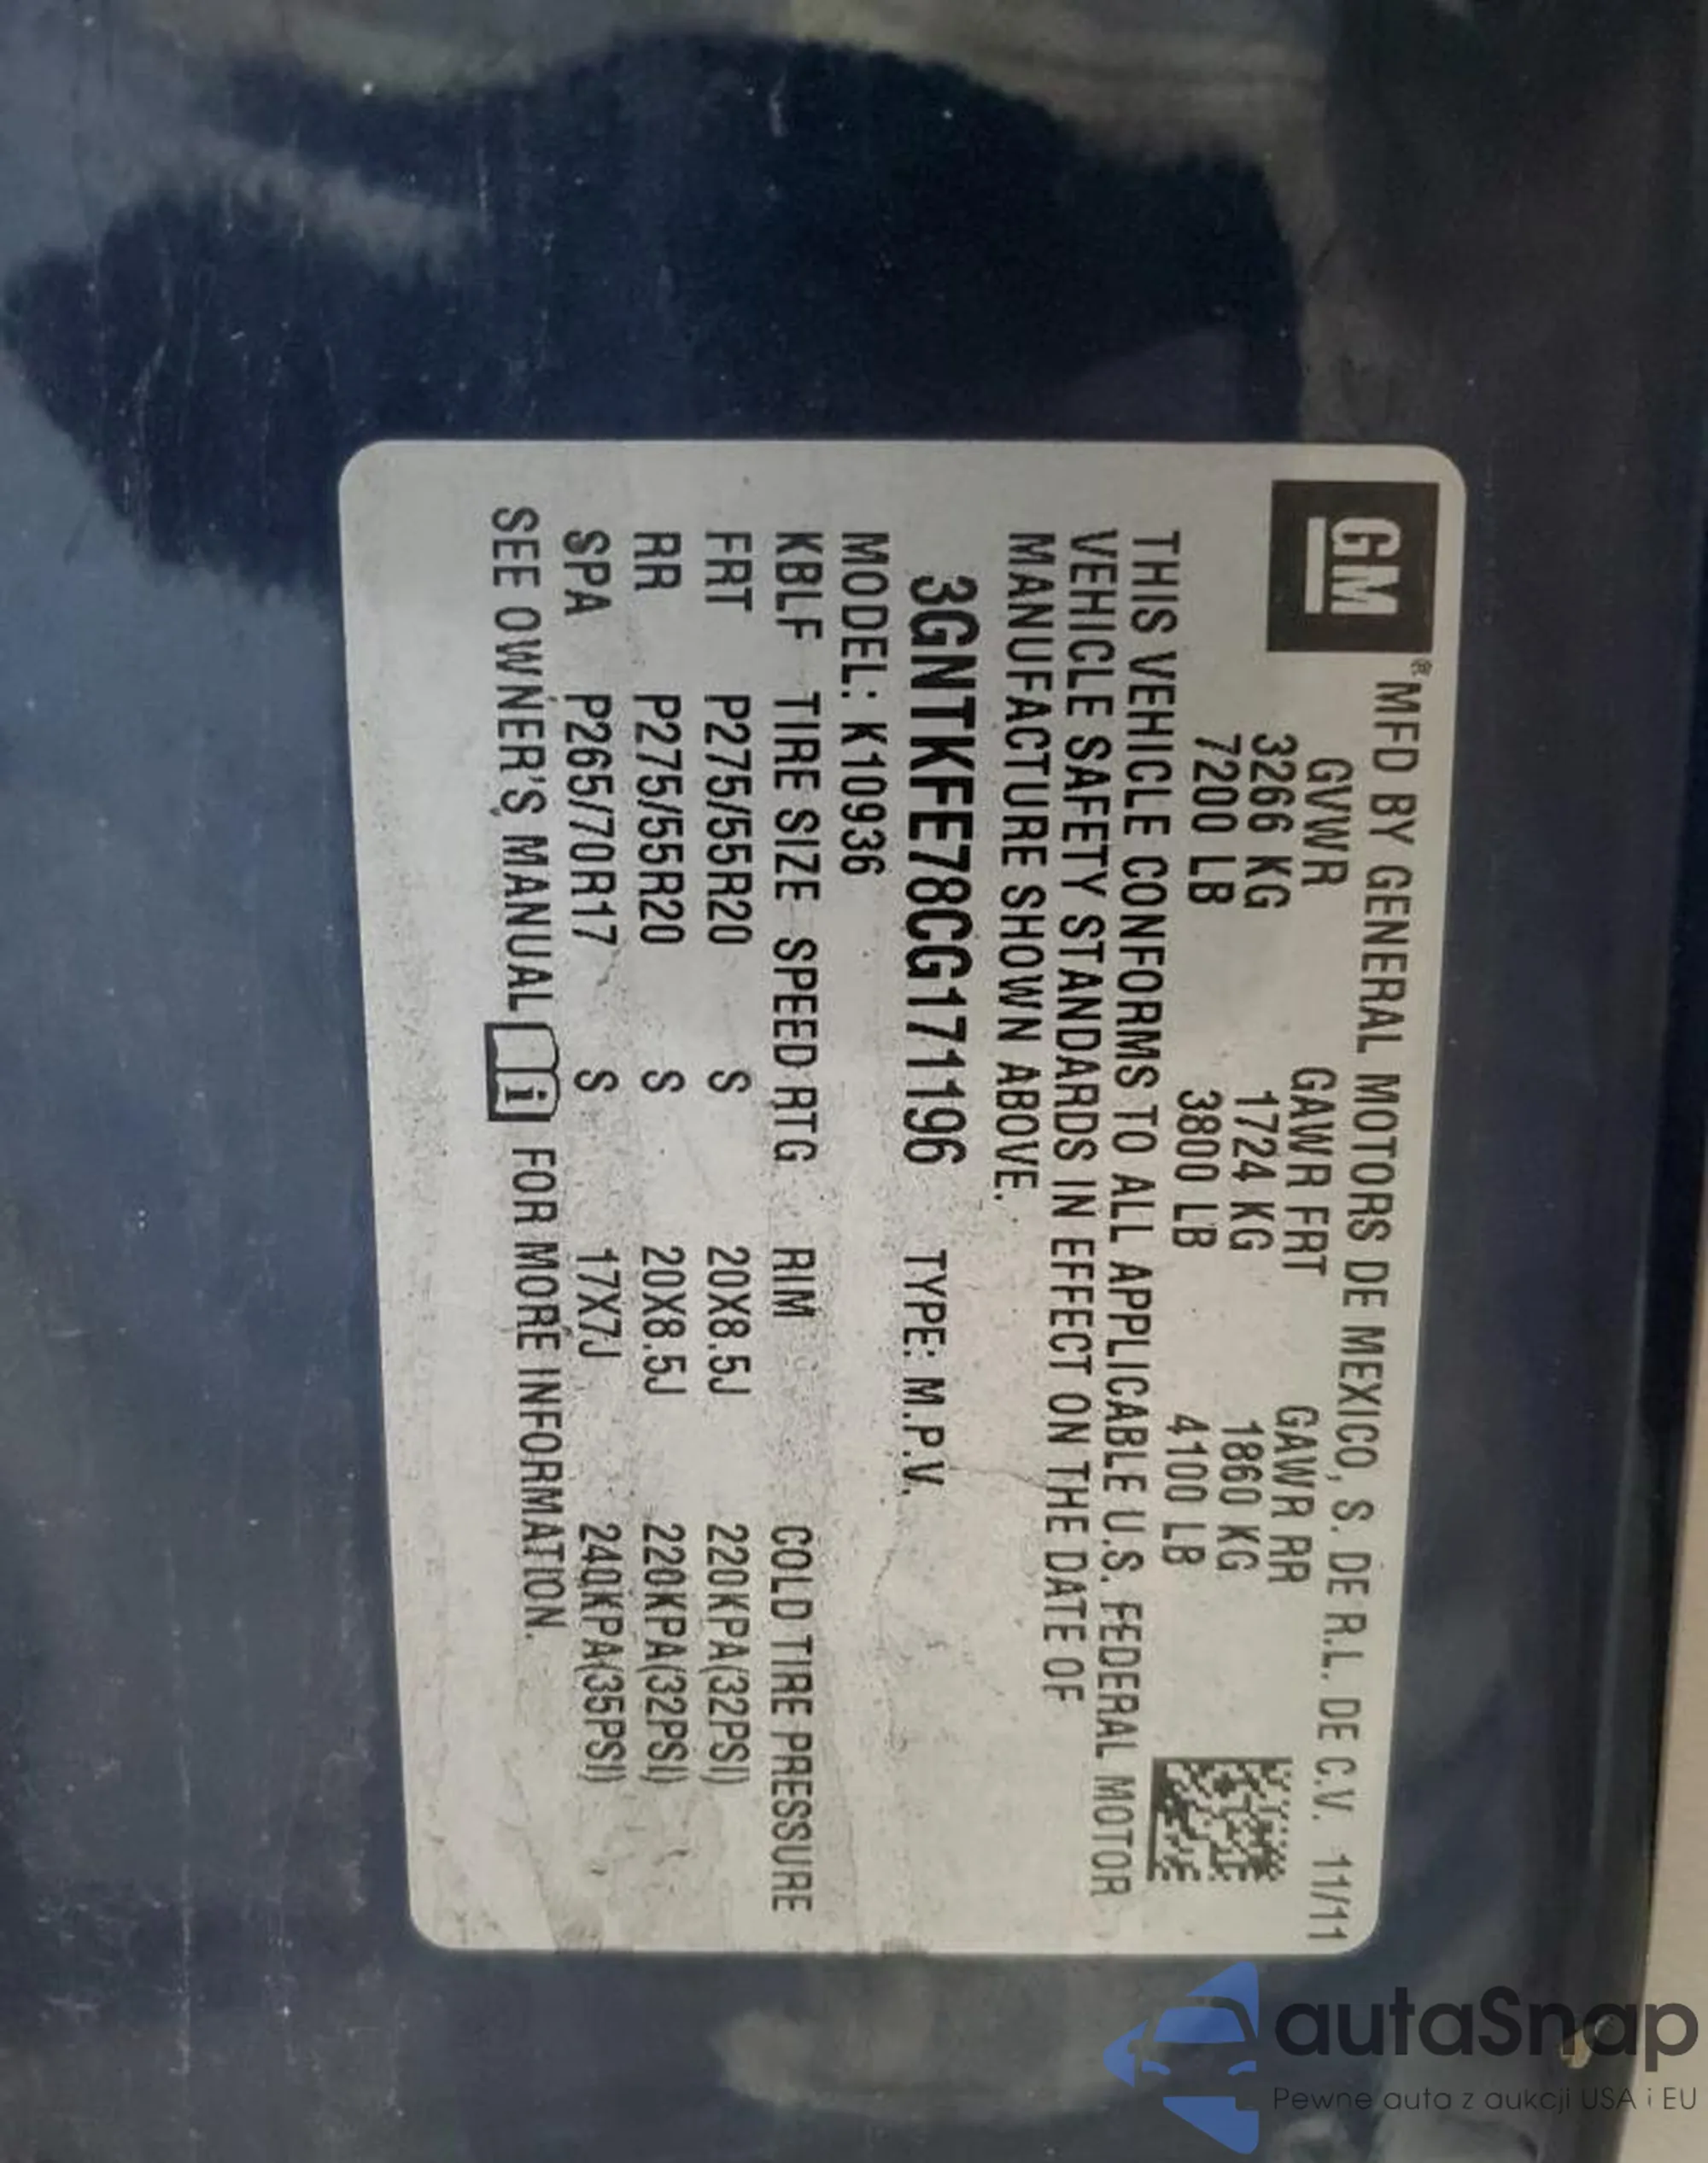 GM® MFD BY GENERAL MOTORS DE MEXICO, S. DE R.L. DE C.V. 11/11
GVWR GAWR FRT GAWR RR
3266 KG 1724 KG 1860 KG
7200 LB 3800 LB 4100 LB
THIS VEHICLE CONFORMS TO ALL APPLICABLE U.S. FEDERAL MOTOR
VEHICLE SAFETY STANDARDS IN EFFECT ON THE DATE OF
MANUFACTURE SHOWN ABOVE.
3GNTKFE78CG171196 TYPE: M.P.V.
MODEL: K10936
KBLF TIRE SIZE SPEED RTG RIM COLD TIRE PRESSURE
FRT P275/55R20 S 20X8.5J 220KPA(32PSI)
RR P275/55R20 S 20X8.5J 220KPA(32PSI)
SPA P265/70R17 S 17X7J 240KPA(35PSI)
SEE OWNER'S MANUAL i FOR MORE INFORMATION.
autaSnap
Pewne auta z aukcji USA i EU